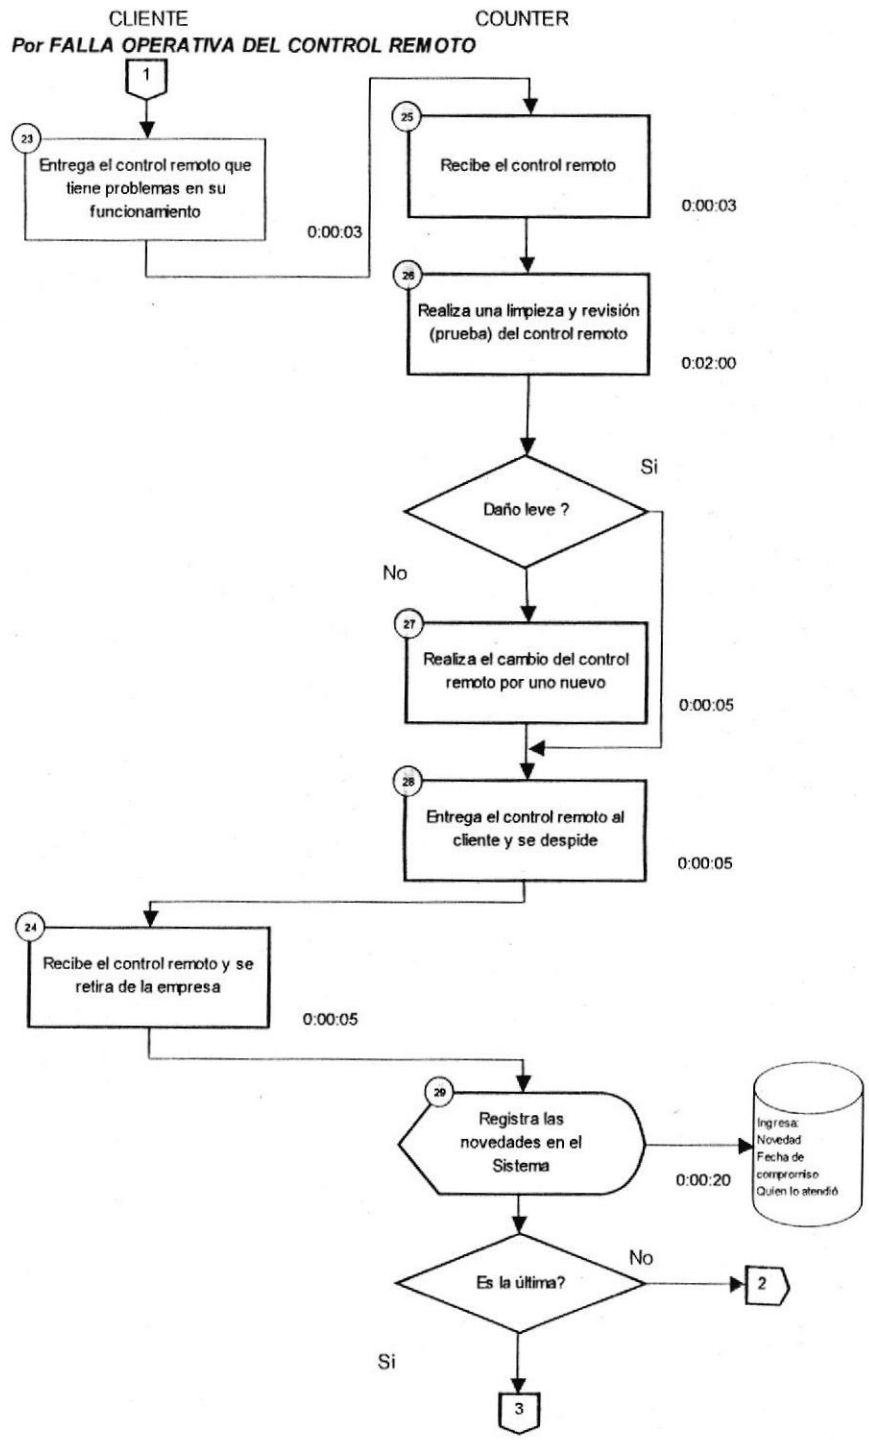 CLIENTE
COUNTER
Por FALLA OPERATIVA DEL CONTROL REMOTO
1
23
Entrega el control remoto que
tiene problemas en su
funcionamiento
0:00:03
25
Recibe el control remoto
0:00:03
26
Realiza una limpieza y revisión
(prueba) del control remoto
0:02:00
Si
Daño leve ?
No
27
Realiza el cambio del control
remoto por uno nuevo
0:00:05
28
Entrega el control remoto al
cliente y se despide
0:00:05
24
Recibe el control remoto y se
retira de la empresa
0:00:05
29
Registra las
novedades en el
Sistema
0:00:20
Ingresa:
Novedad
Fecha de
compromiso
Quien lo atendió
Es la última?
No
2
Si
3